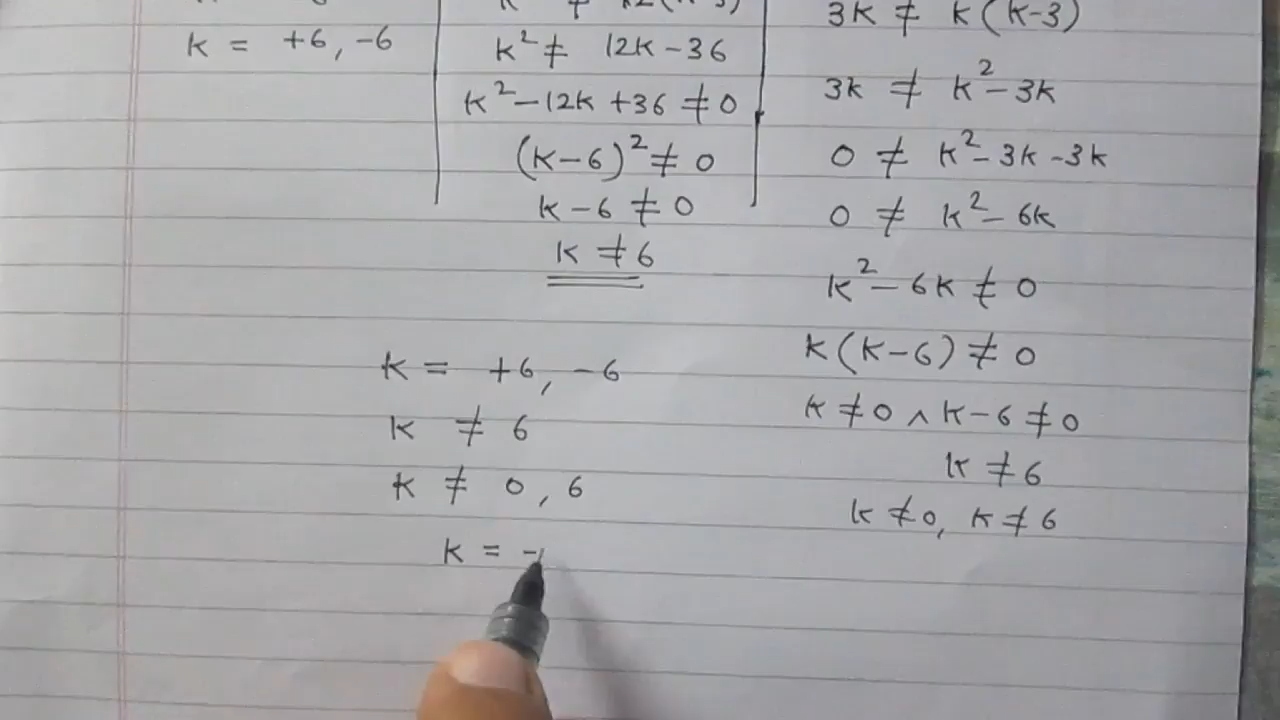 k = +6, -6
k² ≠ 12k - 36
k² - 12k + 36 ≠ 0
(k - 6)² ≠ 0
k - 6 ≠ 0
k ≠ 6
3k ≠ k(k-3)
3k ≠ k² - 3k
0 ≠ k² - 3k - 3k
0 ≠ k² - 6k
k² - 6k ≠ 0
k(k-6) ≠ 0
k ≠ 0 ∧ k - 6 ≠ 0
k ≠ 6
k ≠ 0, k ≠ 6
k = +6, -6
k ≠ 6
k ≠ 0, 6
k = -